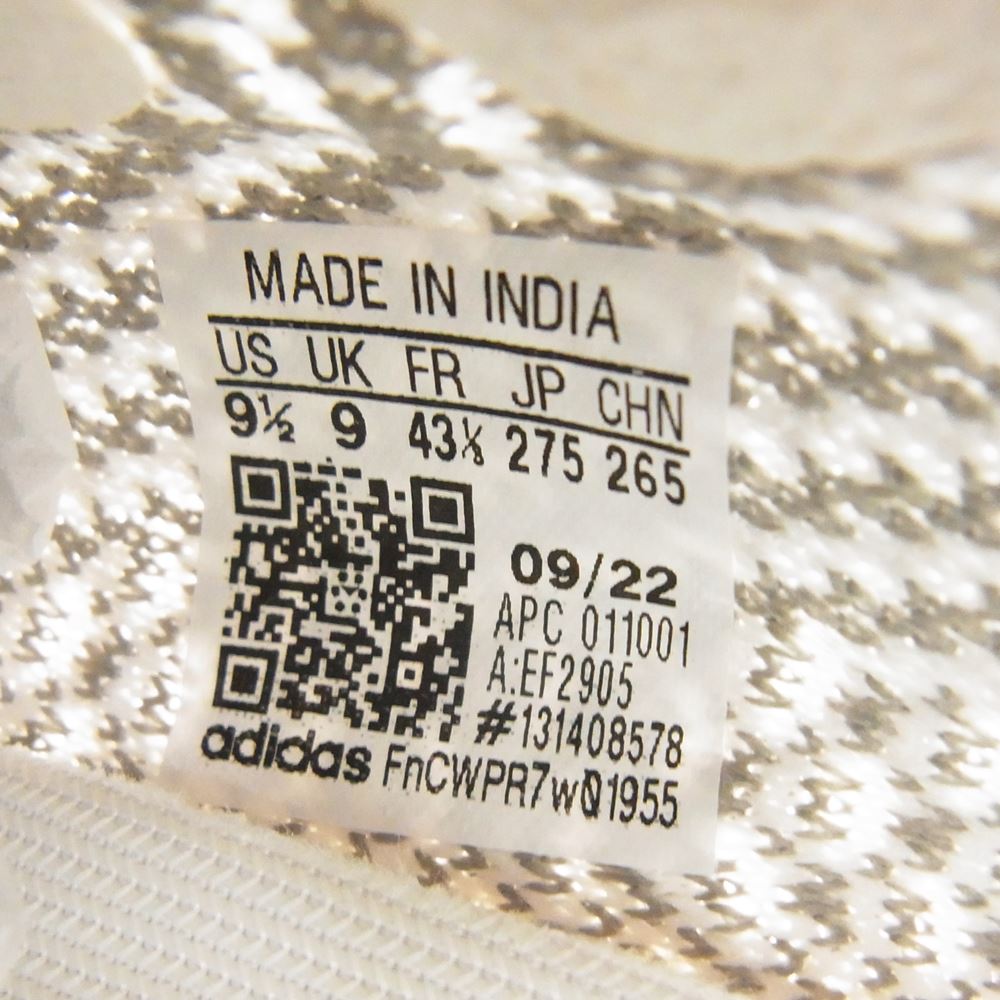 MADE IN INDIA
US UK FR JP CHN
9½ 9 43⅓ 275 265
09/22
APC 011001
A:EF2905
#131408578
adidas FnCWPR7wQ1955